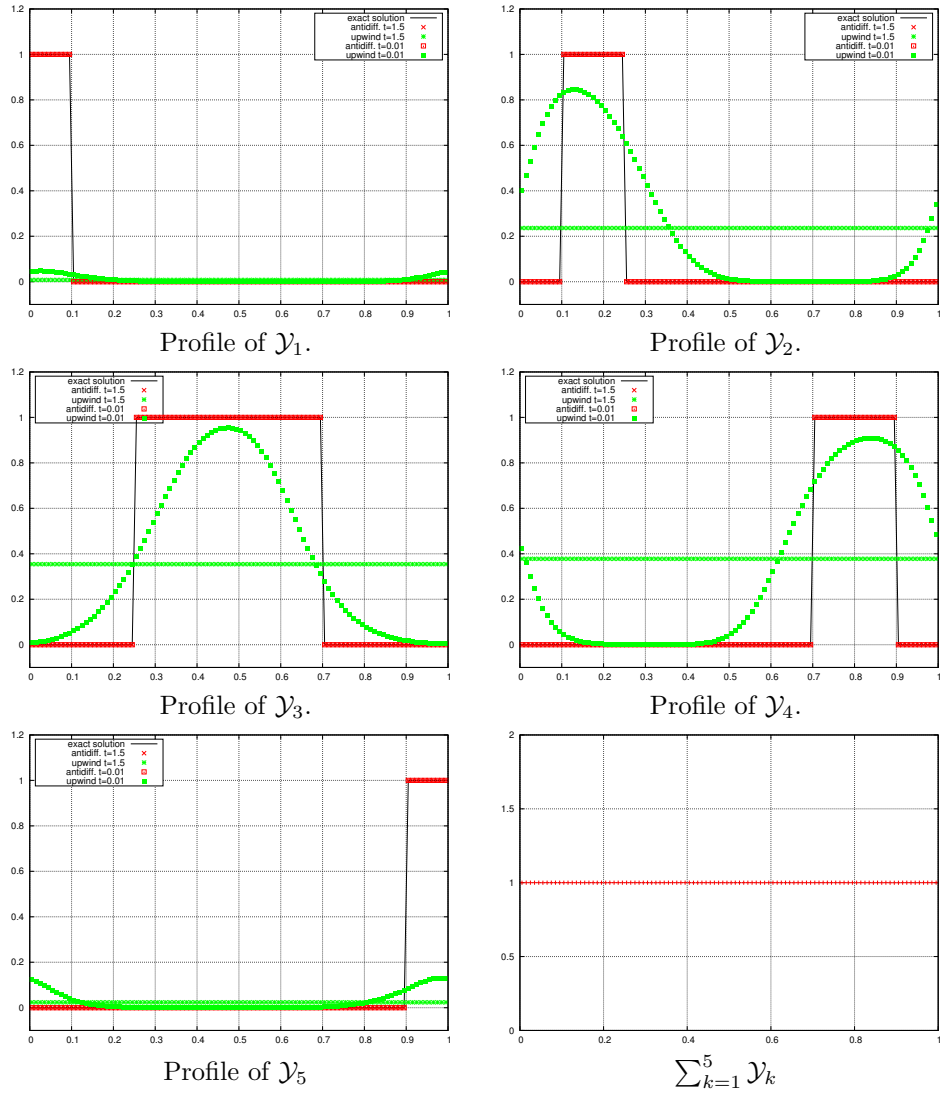 1.2
1
0.8
0.6
0.4
0.2
0
0 0.1 0.2 0.3 0.4 0.5 0.6 0.7 0.8 0.9 1
exact solution
antidiff. t=1.5
upwind t=1.5
antidiff. t=0.01
upwind t=0.01
Profile of 𝒴₁.
1.2
1
0.8
0.6
0.4
0.2
0
0 0.1 0.2 0.3 0.4 0.5 0.6 0.7 0.8 0.9 1
exact solution
antidiff. t=1.5
upwind t=1.5
antidiff. t=0.01
upwind t=0.01
Profile of 𝒴₂.
1.2
1
0.8
0.6
0.4
0.2
0
0 0.1 0.2 0.3 0.4 0.5 0.6 0.7 0.8 0.9 1
exact solution
antidiff. t=1.5
upwind t=1.5
antidiff. t=0.01
upwind t=0.01
Profile of 𝒴₃.
1.2
1
0.8
0.6
0.4
0.2
0
0 0.1 0.2 0.3 0.4 0.5 0.6 0.7 0.8 0.9 1
exact solution
antidiff. t=1.5
upwind t=1.5
antidiff. t=0.01
upwind t=0.01
Profile of 𝒴₄.
1.2
1
0.8
0.6
0.4
0.2
0
0 0.1 0.2 0.3 0.4 0.5 0.6 0.7 0.8 0.9 1
exact solution
antidiff. t=1.5
upwind t=1.5
antidiff. t=0.01
upwind t=0.01
Profile of 𝒴₅
2
1.5
1
0.5
0
0 0.2 0.4 0.6 0.8 1
∑⁵ₖ₌₁ 𝒴ₖ